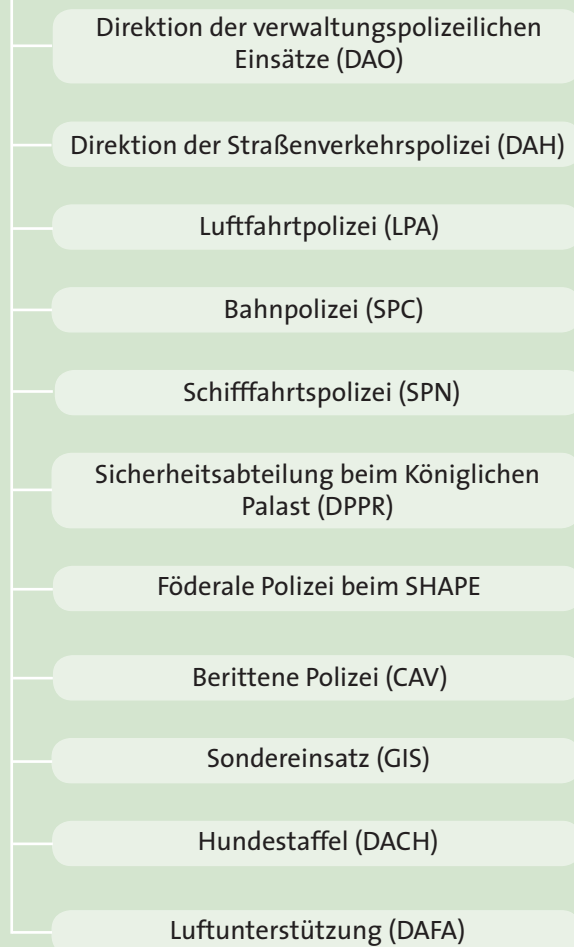 Direktion der verwaltungspolizeilichen
Einsätze (DAO)
Direktion der Straßenverkehrspolizei (DAH)
Luftfahrtpolizei (LPA)
Bahnpolizei (SPC)
Schifffahrtspolizei (SPN)
Sicherheitsabteilung beim Königlichen
Palast (DPPR)
Föderale Polizei beim SHAPE
Berittene Polizei (CAV)
Sondereinsatz (GIS)
Hundestaffel (DACH)
Luftunterstützung (DAFA)